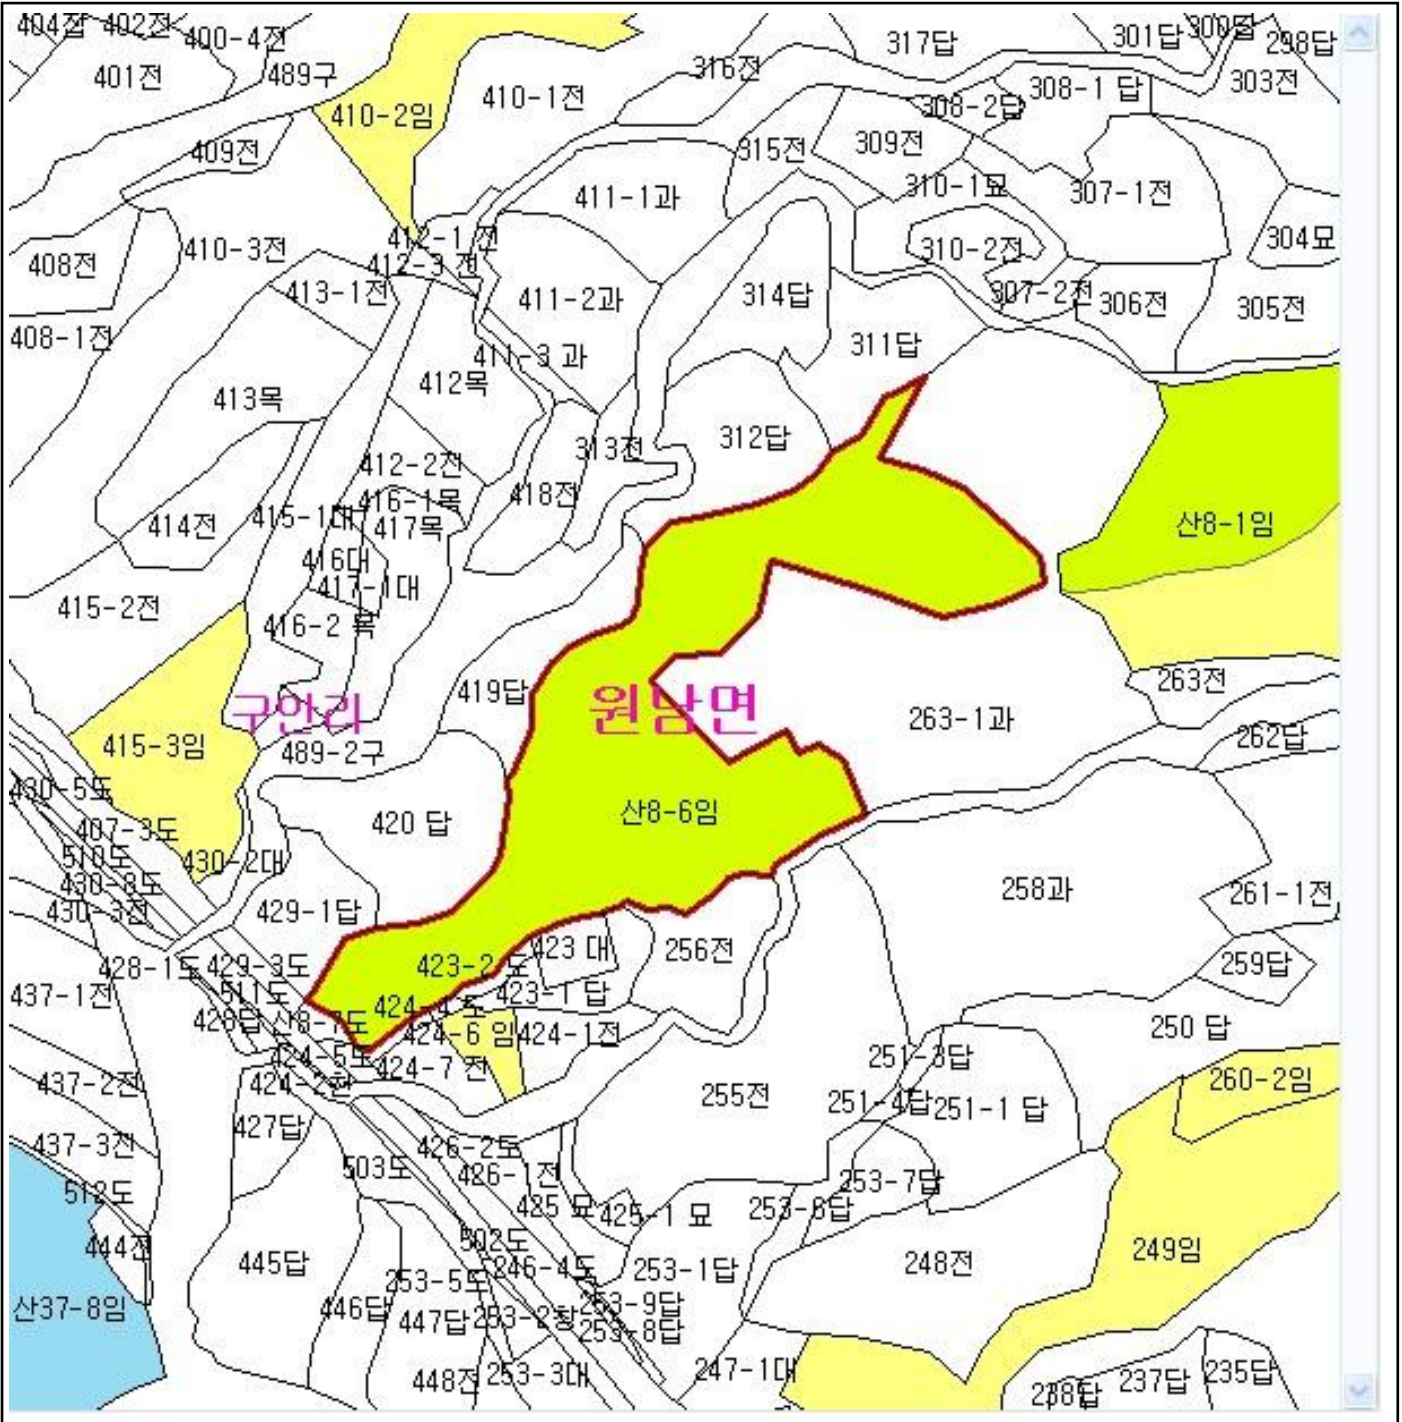 404잡 402전 400-4전 317답 301답 300답 298답
401전 489구 316전 308-1 답 303전
410-2임 410-1전 308-2답
409전 315전 309전
411-1과 310-1묘 307-1전
410-3전 412-1 전 310-2전 304묘
408전 412-3 전
413-1전 411-2과 314답 307-2전 306전 305전
408-1전 411-3 과 311답
413목 412목
412-2전 313전 312답
414전 415-1대 416-1목 417목 418전 산8-1임
416대
417-1대
415-2전 416-2 목
419답 263전
구안리 원남면 263-1과
415-3임 489-2구 262답
430-5도
407-3도 420 답 산8-6임
510도 430-2대
430-8도 258과 261-1전
430-3전 429-1답
428-1도 429-3도 423-2 도 423 대 256전 259답
437-1전 511도 424-4 도 423-1 답
428답 산8-7도 424-6 임 424-1전 250 답
424-5도 424-7 전 251-3답
437-2전 424-2전 255전 251-4답 251-1 답 260-2임
427답 426-2도
437-3전 503도 426-1전 253-7답
512도 425 묘 425-1 묘 253-6답
444전 502도 249임
445답 246-4도 253-1답 248전
산37-8임 253-5도
446답 447답 253-2창 253-9답
253-8답
448전 253-3대 247-1대 238답 237답 235답